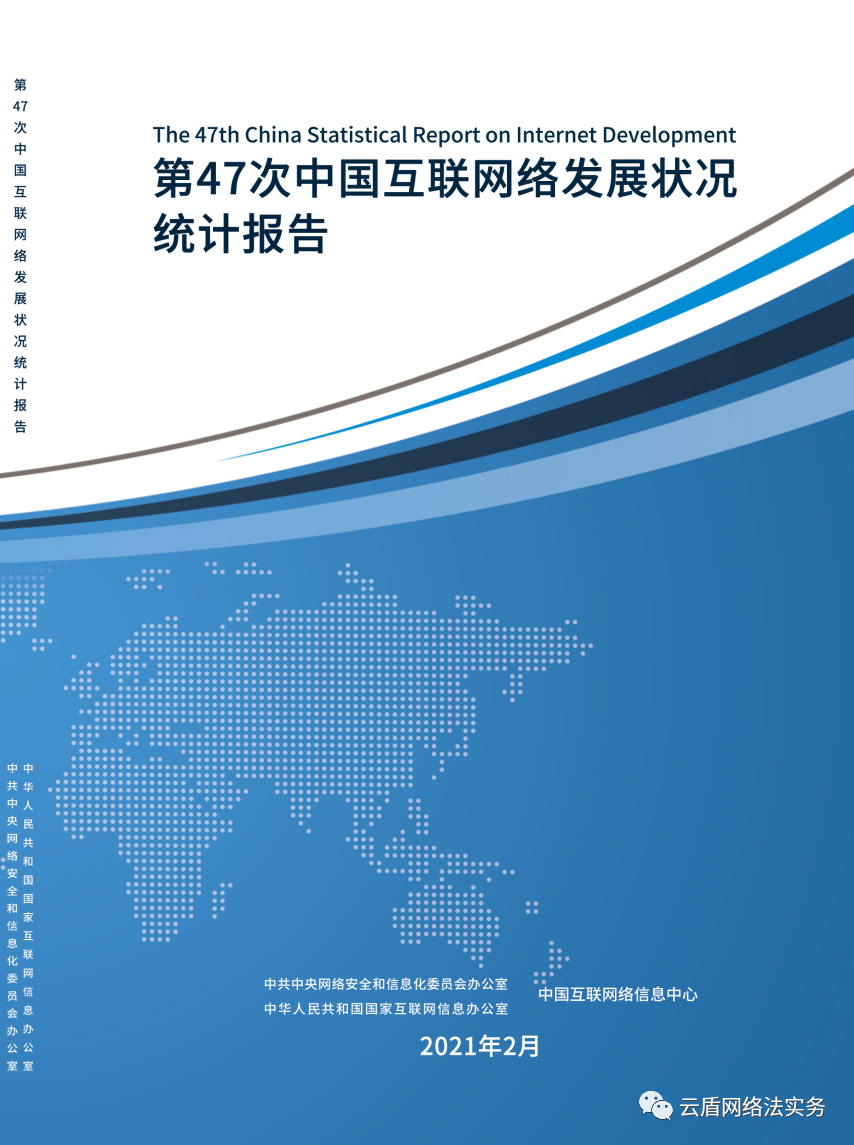 第47次中国互联网络发展状况统计报告
The 47th China Statistical Report on Internet Development
第47次中国互联网络发展状况
统计报告
中华人民共和国国家互联网信息办公室
中共中央网络安全和信息化委员会办公室
中共中央网络安全和信息化委员会办公室
中华人民共和国国家互联网信息办公室
中国互联网络信息中心
2021年2月
云盾网络法实务